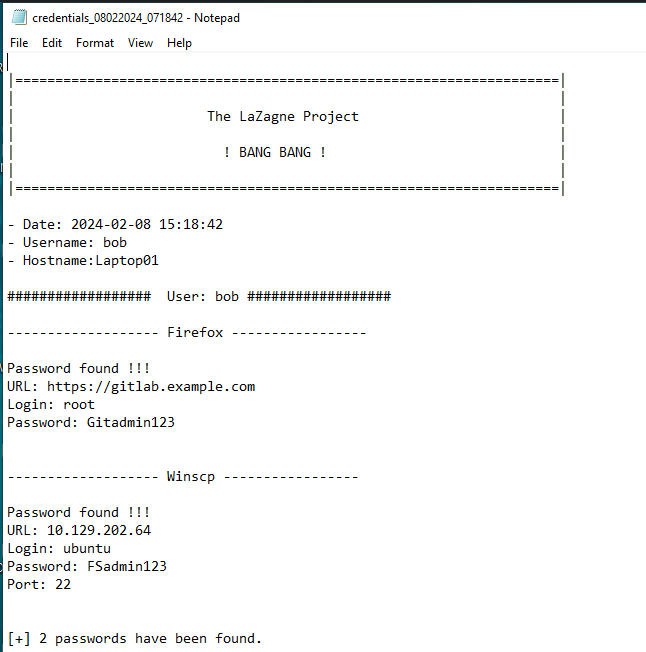 credentials_08022024_071842 - Notepad
File Edit Format View Help
|====================================================================|
The LaZagne Project
! BANG BANG !
|====================================================================|
- Date: 2024-02-08 15:18:42
- Username: bob
- Hostname:Laptop01
################## User: bob ##################
------------------- Firefox -----------------
Password found !!!
URL: https://gitlab.example.com
Login: root
Password: Gitadmin123
------------------- Winscp -----------------
Password found !!!
URL: 10.129.202.64
Login: ubuntu
Password: FSadmin123
Port: 22
[+] 2 passwords have been found.